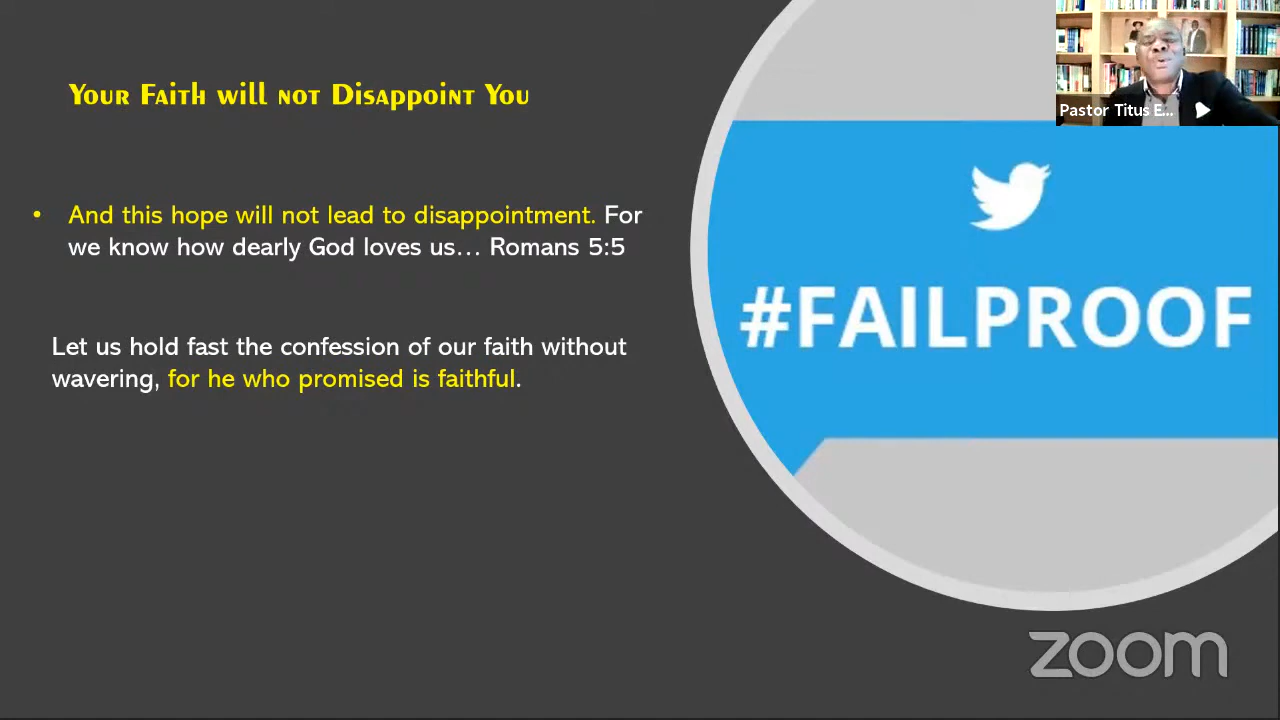 Your Faith will not Disappoint You
• And this hope will not lead to disappointment. For
we know how dearly God loves us… Romans 5:5
Let us hold fast the confession of our faith without
wavering, for he who promised is faithful.
Pastor Titus E...
#FAILPROOF
zoom